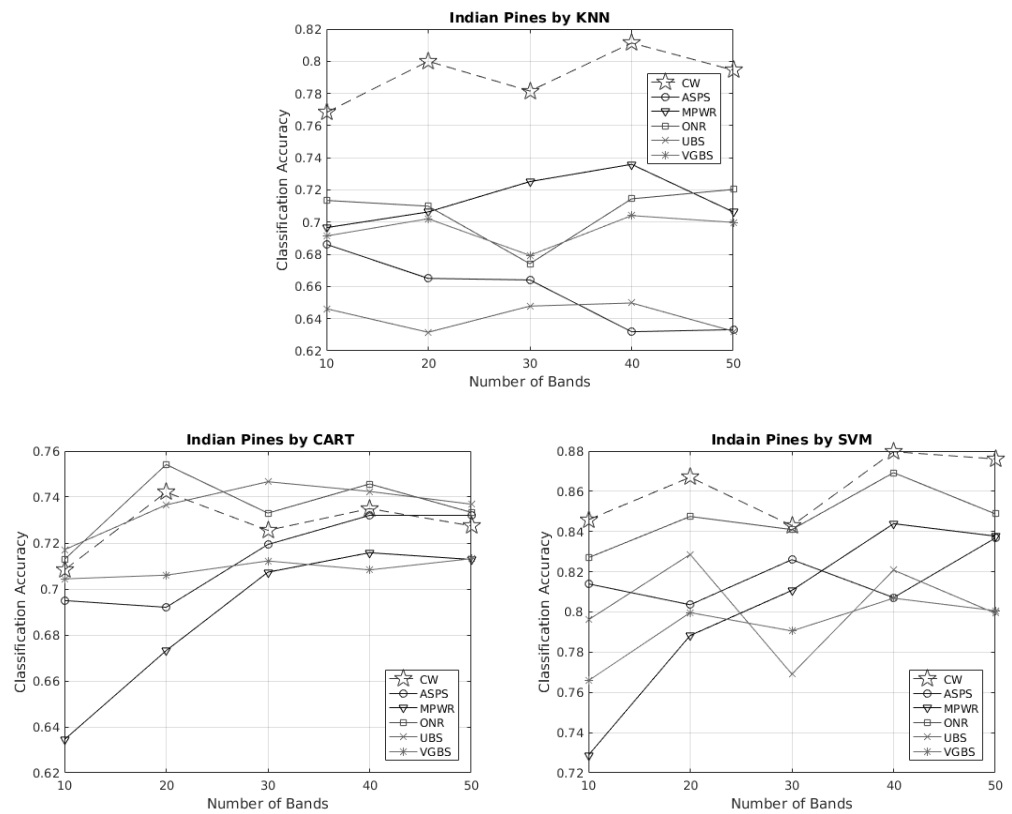 Indian Pines by KNN
0.82
0.8
0.78
0.76
0.74
0.72
0.7
0.68
0.66
0.64
0.62
Classification Accuracy
CW
ASPS
MPWR
ONR
UBS
VGBS
10 20 30 40 50
Number of Bands
Indian Pines by CART
0.76
0.74
0.72
0.7
0.68
0.66
0.64
0.62
Classification Accuracy
CW
ASPS
MPWR
ONR
UBS
VGBS
10 20 30 40 50
Number of Bands
Indain Pines by SVM
0.88
0.86
0.84
0.82
0.8
0.78
0.76
0.74
0.72
Classification Accuracy
CW
ASPS
MPWR
ONR
UBS
VGBS
10 20 30 40 50
Number of Bands